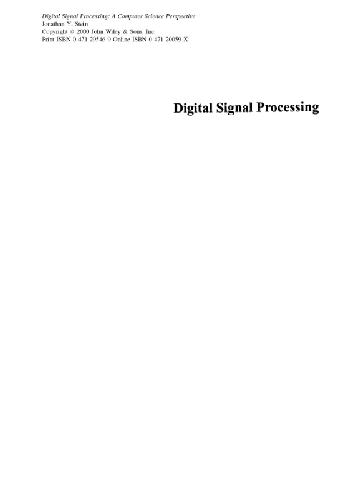 Digital Signal Processing: A Computer Science Perspective
Jonathan Y. Stein
Copyright © 2000 John Wiley & Sons, Inc.
Print ISBN 0-471-29546-9 Online ISBN 0-471-20059-X
Digital Signal Processing